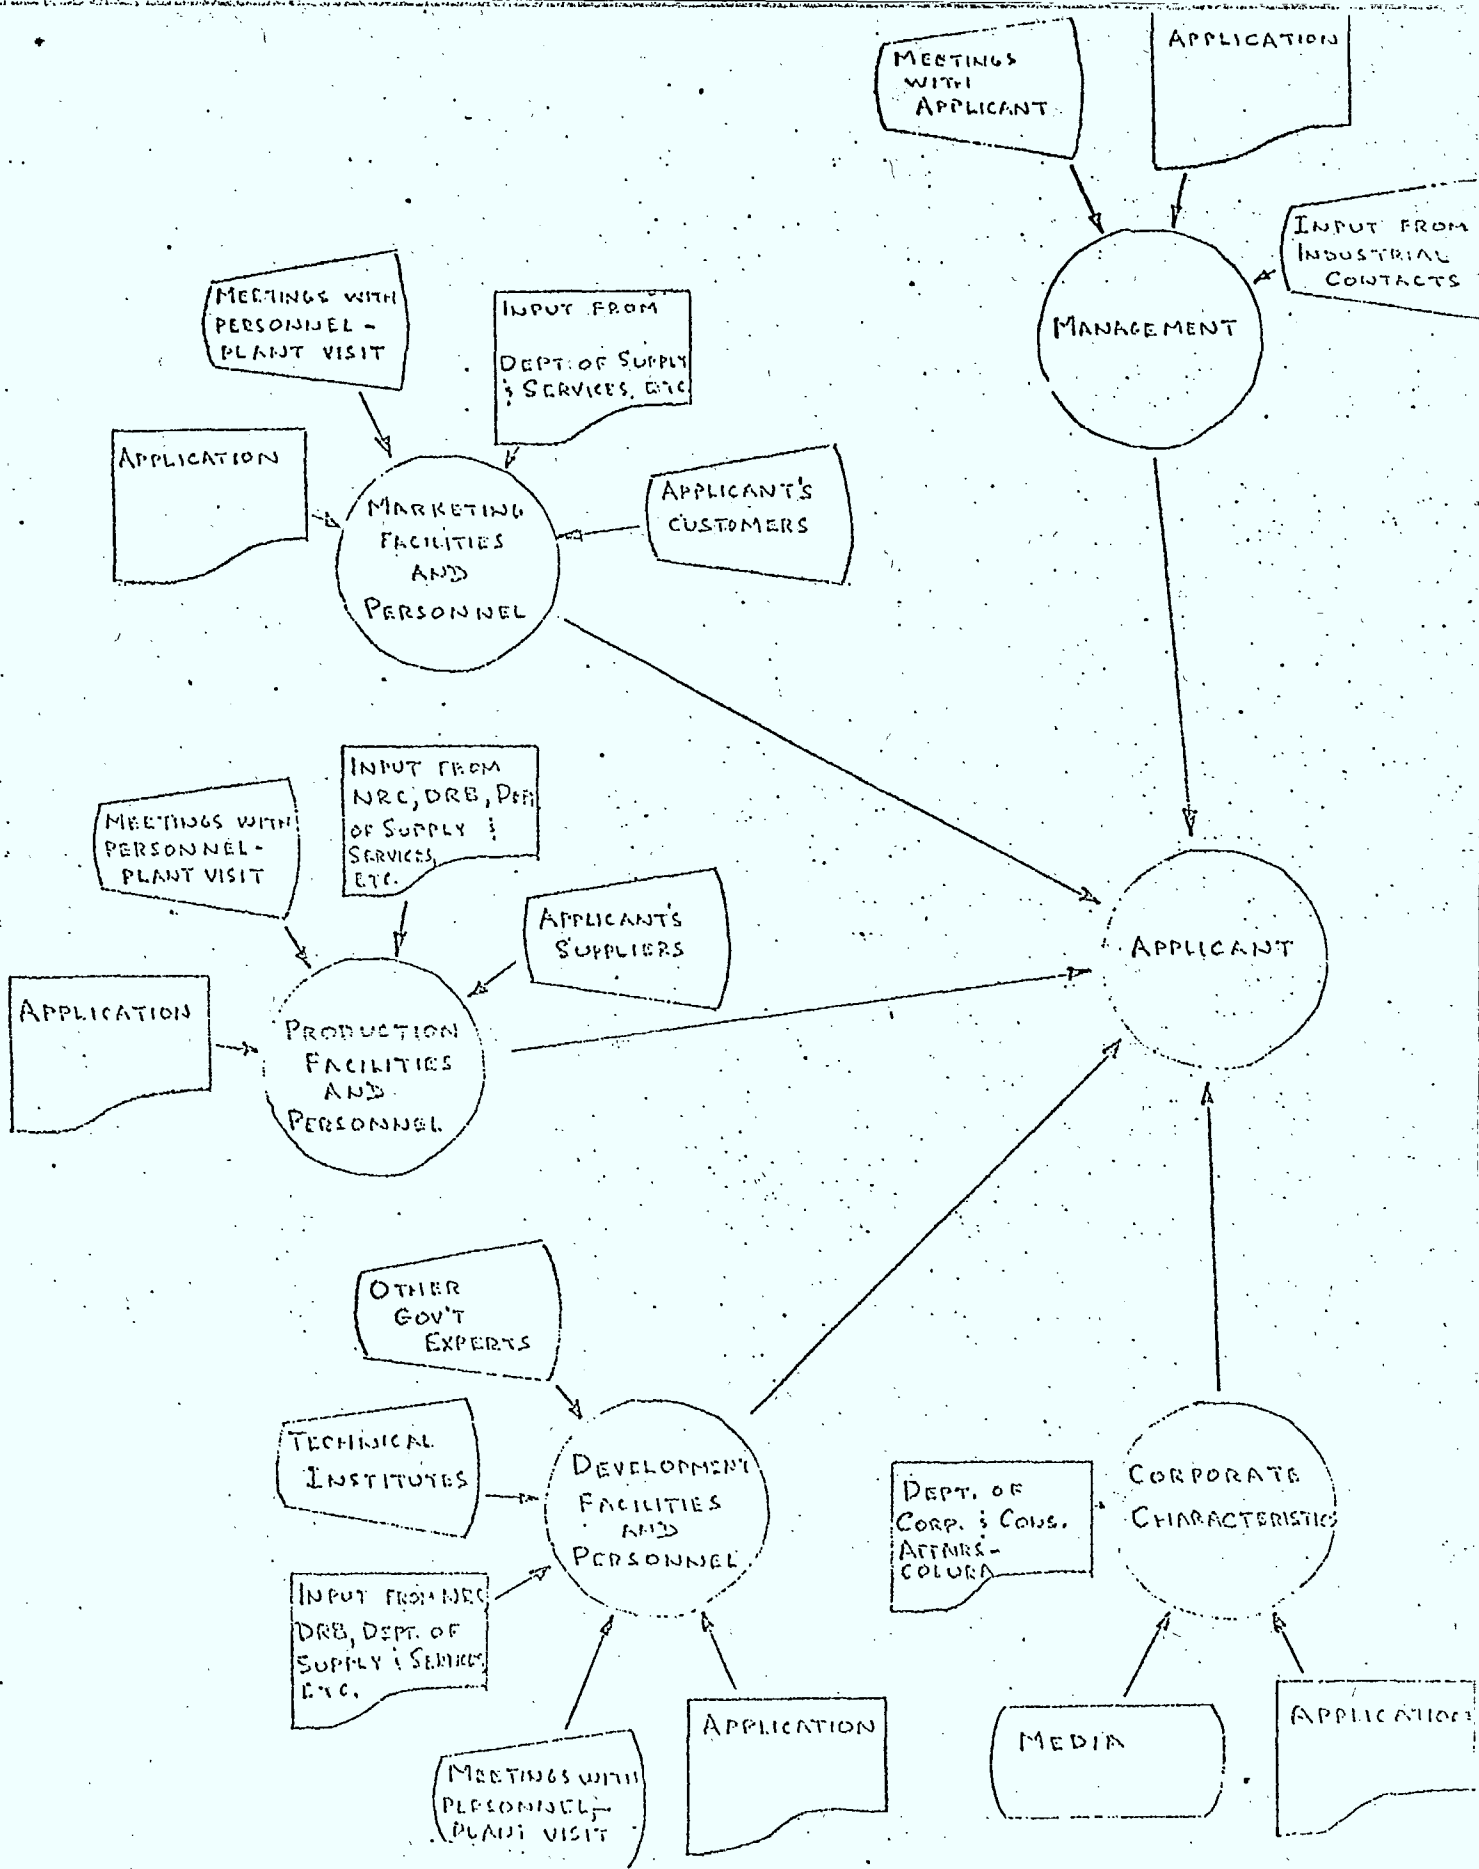 MEETINGS
WITH
APPLICANT
APPLICATION
INPUT FROM
INDUSTRIAL
CONTACTS
MANAGEMENT
MEETINGS WITH
PERSONNEL -
PLANT VISIT
INPUT FROM
DEPT. OF SUPPLY
& SERVICES, ETC
APPLICATION
APPLICANT'S
CUSTOMERS
MARKETING
FACILITIES
AND
PERSONNEL
INPUT FROM
NRC, DRB, DEPT
OF SUPPLY &
SERVICES,
ETC.
MEETINGS WITH
PERSONNEL -
PLANT VISIT
APPLICANT'S
SUPPLIERS
APPLICATION
PRODUCTION
FACILITIES
AND
PERSONNEL
APPLICANT
OTHER
GOV'T
EXPERTS
TECHNICAL
INSTITUTES
DEVELOPMENT
FACILITIES
AND
PERSONNEL
INPUT FROM NRC
DRB, DEPT. OF
SUPPLY & SERVICES,
ETC.
MEETINGS WITH
PERSONNEL,-
PLANT VISIT
APPLICATION
DEPT. OF
CORP. & CONS.
AFFAIRS-
CORPORATE
CHARACTERISTICS
MEDIA
APPLICATION